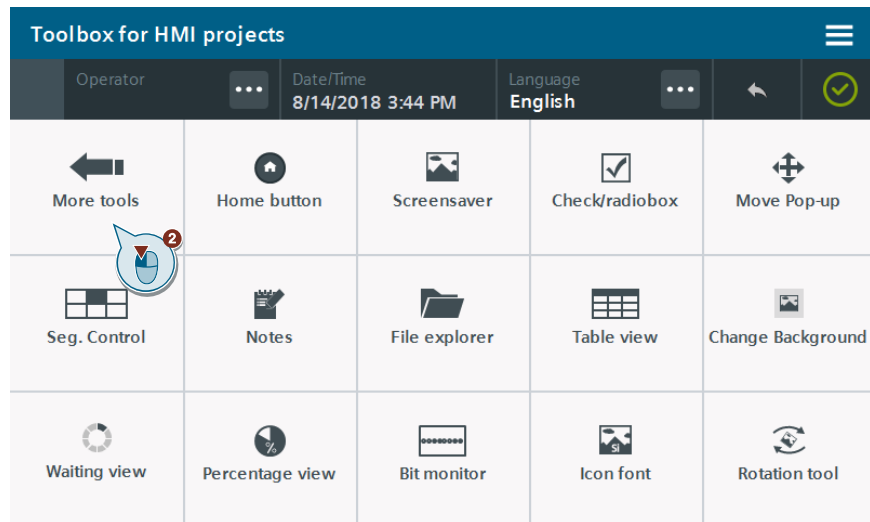 Toolbox for HMI projects
Operator
Date/Time
Language
8/14/2018 3:44 PM
English
More tools
Home button
Screensaver
Check/radiobox
Move Pop-up
2
Seg. Control
Notes
File explorer
Table view
Change Background
%
Si
Waiting view
Percentage view
Bit monitor
Icon font
Rotation tool